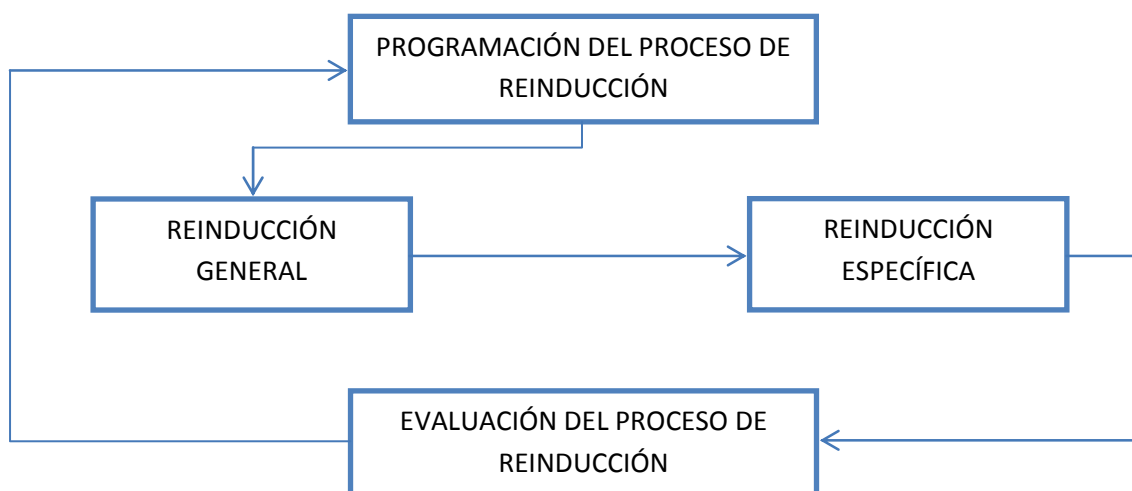 PROGRAMACIÓN DEL PROCESO DE
REINDUCCIÓN
REINDUCCIÓN
GENERAL
REINDUCCIÓN
ESPECÍFICA
EVALUACIÓN DEL PROCESO DE
REINDUCCIÓN